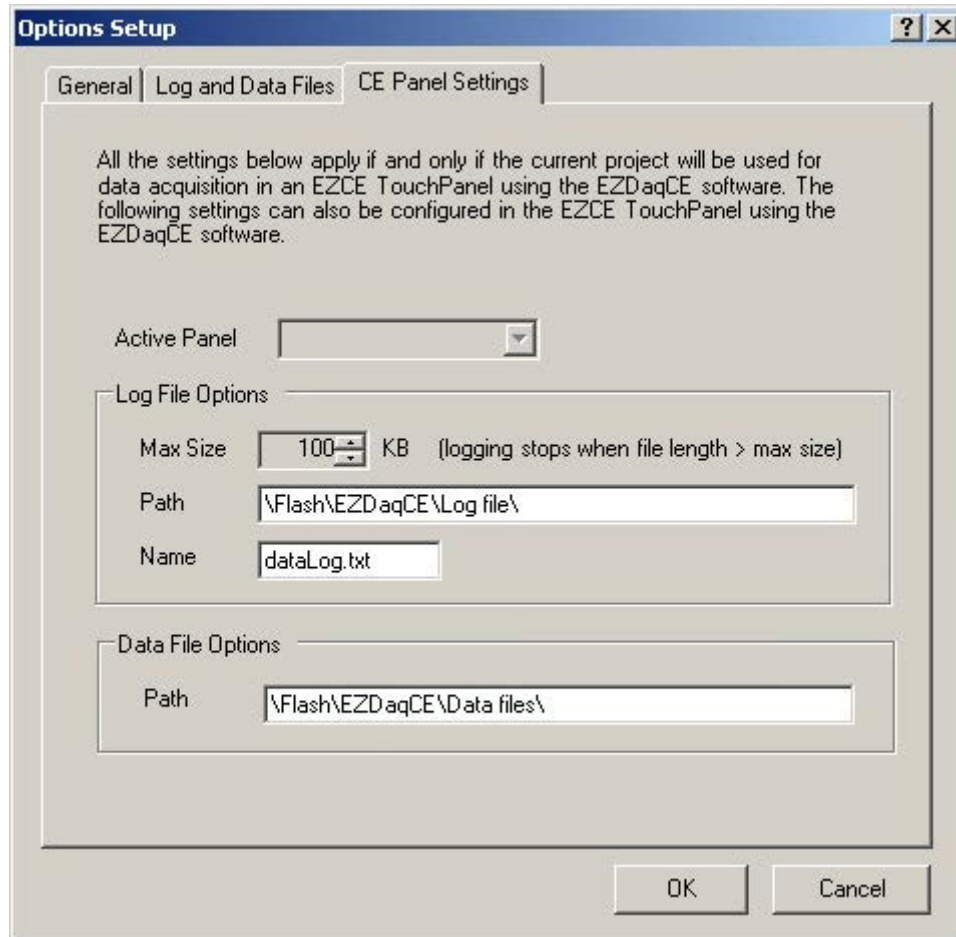 Options Setup
General Log and Data Files CE Panel Settings
All the settings below apply if and only if the current project will be used for
data acquisition in an EZCE TouchPanel using the EZDaqCE software. The
following settings can also be configured in the EZCE TouchPanel using the
EZDaqCE software.
Active Panel
Log File Options
Max Size 100 KB (logging stops when file length > max size)
Path \Flash\EZDaqCE\Log file\
Name dataLog.txt
Data File Options
Path \Flash\EZDaqCE\Data files\
OK Cancel